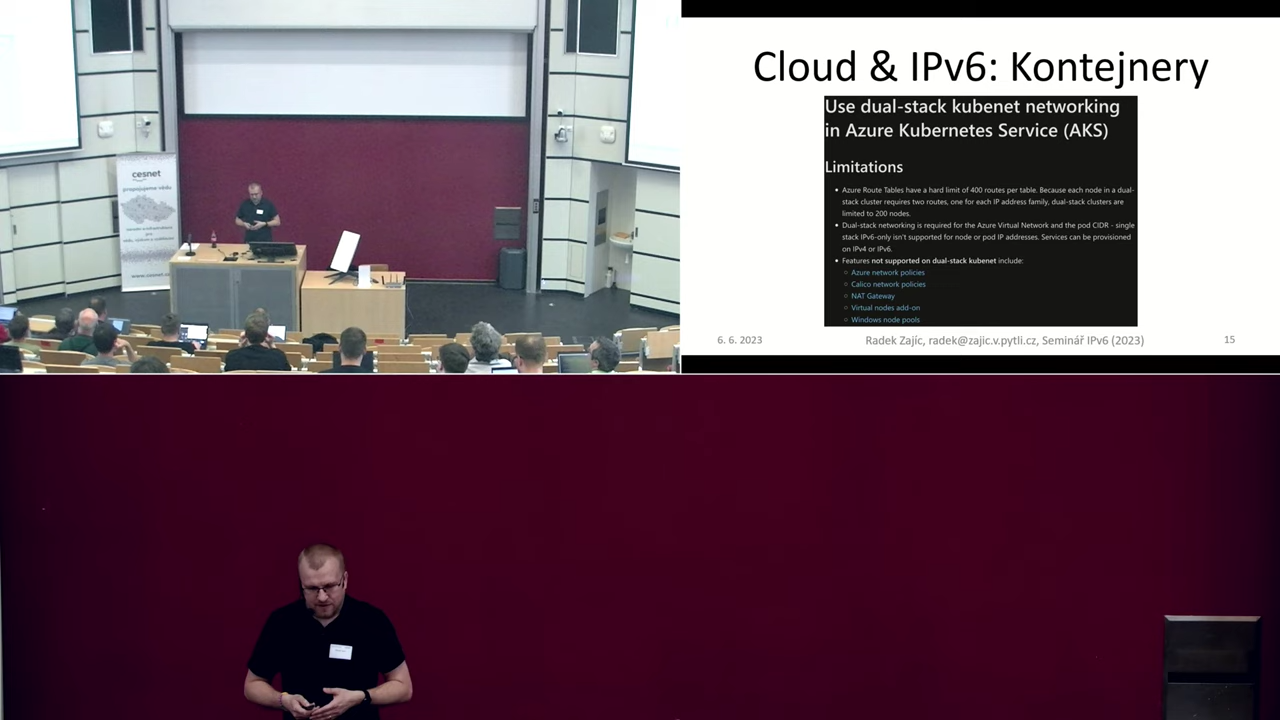 cesnet
propojujeme vědu
Cloud & IPv6: Kontejnery
Use dual-stack kubenet networking
in Azure Kubernetes Service (AKS)
Limitations
• Azure Route Tables have a hard limit of 400 routes per table. Because each node in a dual-
stack cluster requires two routes, one for each IP address family, dual-stack clusters are
limited to 200 nodes.
• Dual-stack networking is required for the Azure Virtual Network and the pod CIDR - single
stack IPv6-only isn't supported for node or pod IP addresses. Services can be provisioned
on IPv4 or IPv6.
• Features not supported on dual-stack kubenet include:
○ Azure network policies
○ Calico network policies
○ NAT Gateway
○ Virtual nodes add-on
○ Windows node pools
6. 6. 2023
Radek Zajíc, radek@zajic.v.pytli.cz, Seminář IPv6 (2023)
15